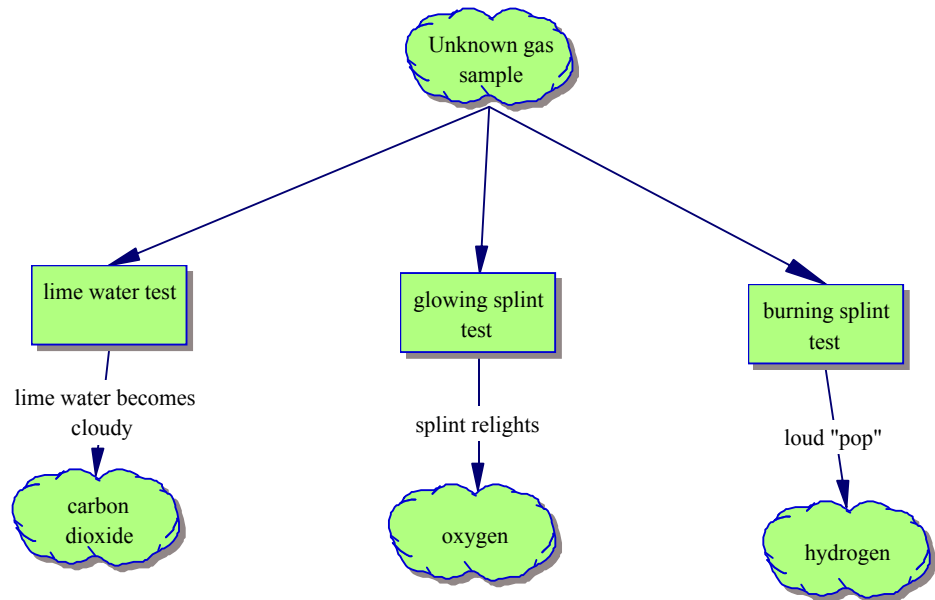 Unknown gas
sample
lime water test
glowing splint
test
burning splint
test
lime water becomes
cloudy
splint relights
loud "pop"
carbon
dioxide
oxygen
hydrogen